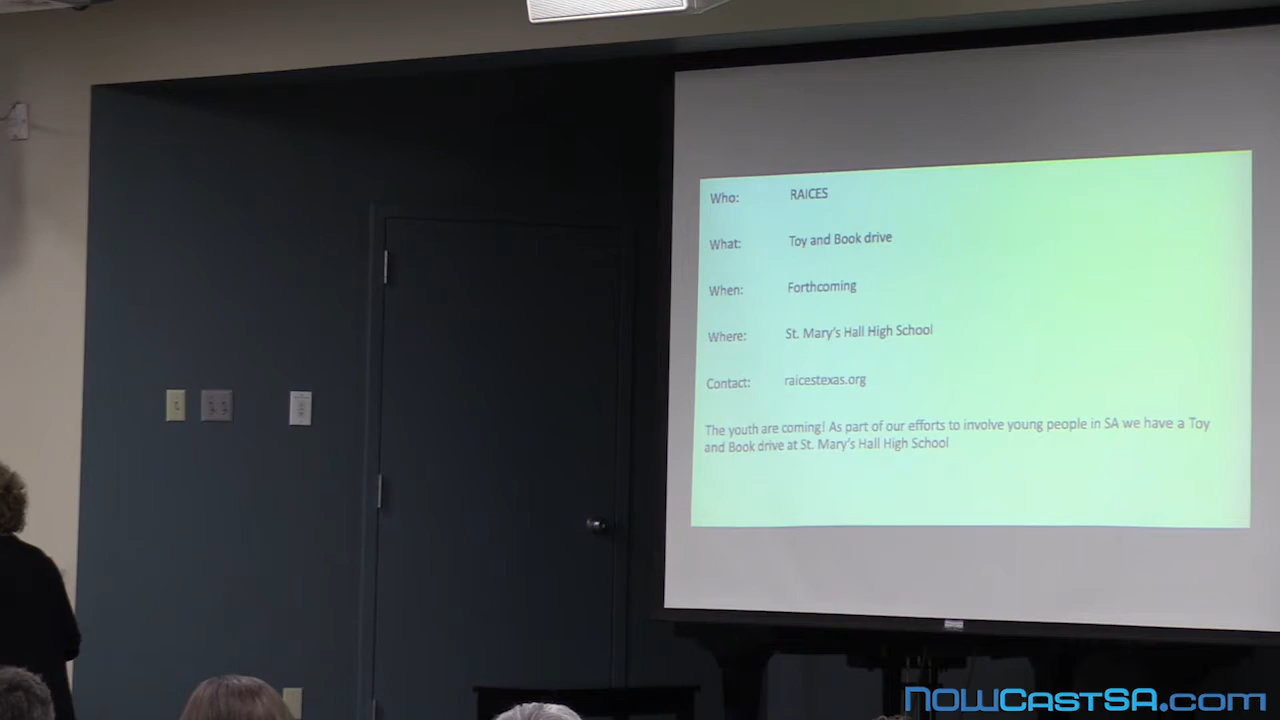 Who: RAICES
What: Toy and Book drive
When: Forthcoming
Where: St. Mary's Hall High School
Contact: raicestexas.org
The youth are coming! As part of our efforts to involve young people in SA we have a Toy
and Book drive at St. Mary's Hall High School
NOWCASTSA.COM